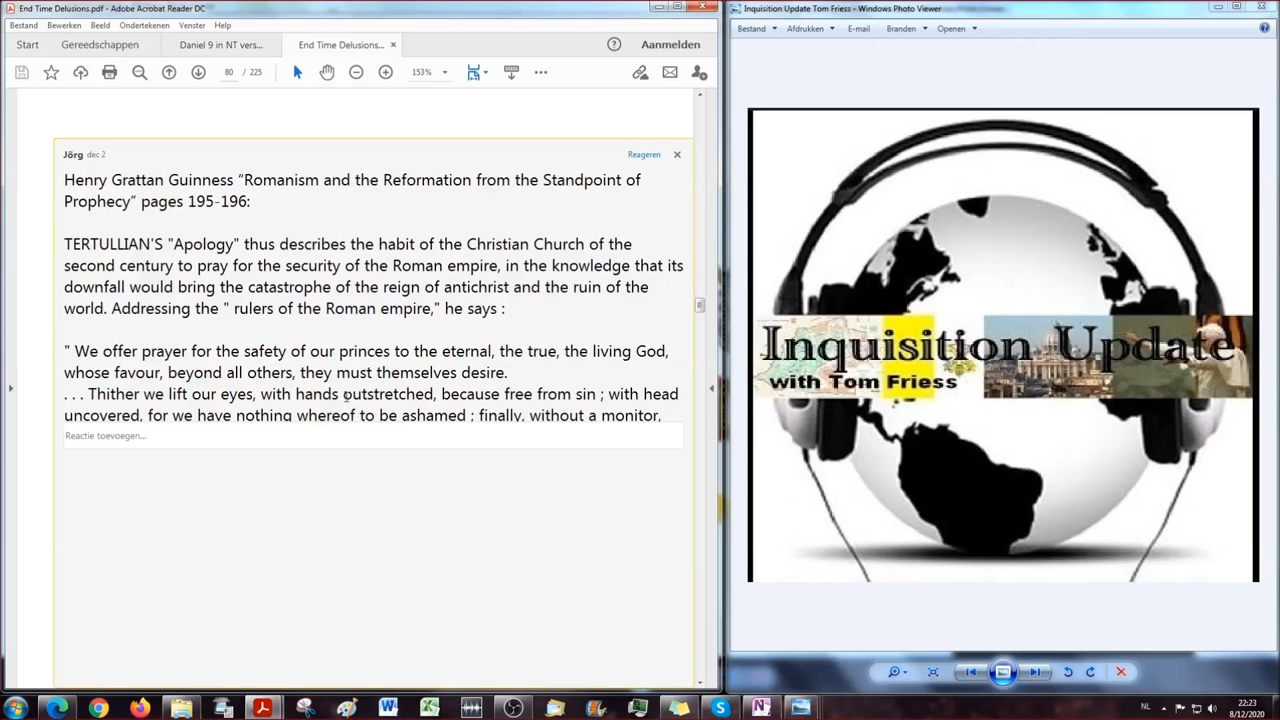 End Time Delusions.pdf - Adobe Acrobat Reader DC
Bestand Bewerken Beeld Ondertekenen Venster Help
Start Gereedschappen Daniel 9 in NT vers... End Time Delusions... × Aanmelden
80 / 225 153%
Jörg dec 2 Reageren
Henry Grattan Guinness “Romanism and the Reformation from the Standpoint of
Prophecy” pages 195-196:
TERTULLIAN'S "Apology" thus describes the habit of the Christian Church of the
second century to pray for the security of the Roman empire, in the knowledge that its
downfall would bring the catastrophe of the reign of antichrist and the ruin of the
world. Addressing the " rulers of the Roman empire," he says :
" We offer prayer for the safety of our princes to the eternal, the true, the living God,
whose favour, beyond all others, they must themselves desire.
. . . Thither we lift our eyes, with hands outstretched, because free from sin ; with head
uncovered, for we have nothing whereof to be ashamed ; finally, without a monitor,
Reactie toevoegen...
Inquisition Update Tom Friess - Windows Photo Viewer
Bestand Afdrukken E-mail Branden Openen
Inquisition Update
with Tom Friess
NL 22:23
8/12/2020